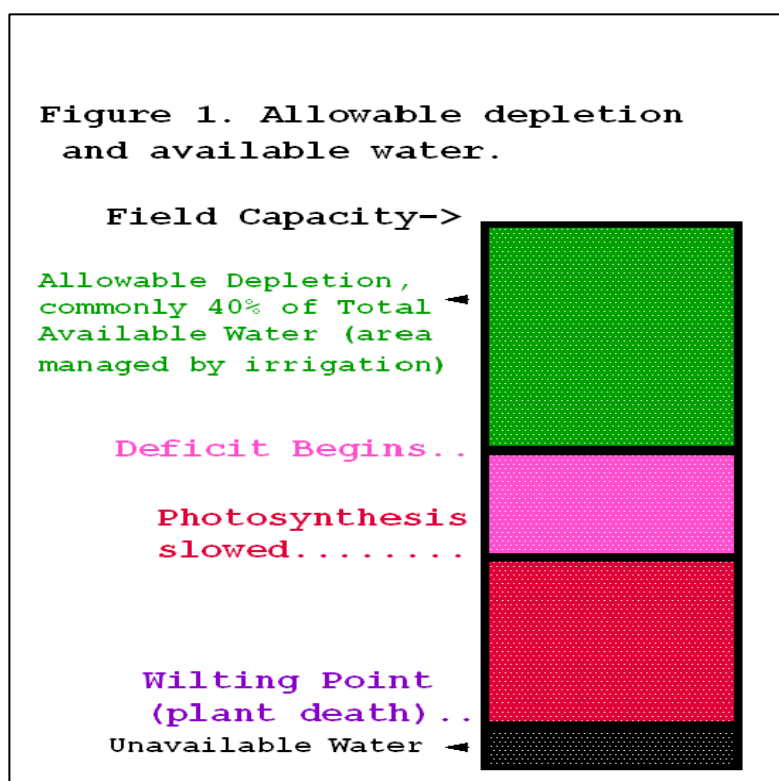 Figure 1. Allowable depletion
and available water.
Field Capacity->
Allowable Depletion,
commonly 40% of Total
Available Water (area
managed by irrigation)
Deficit Begins..
Photosynthesis
slowed........
Wilting Point
(plant death)..
Unavailable Water